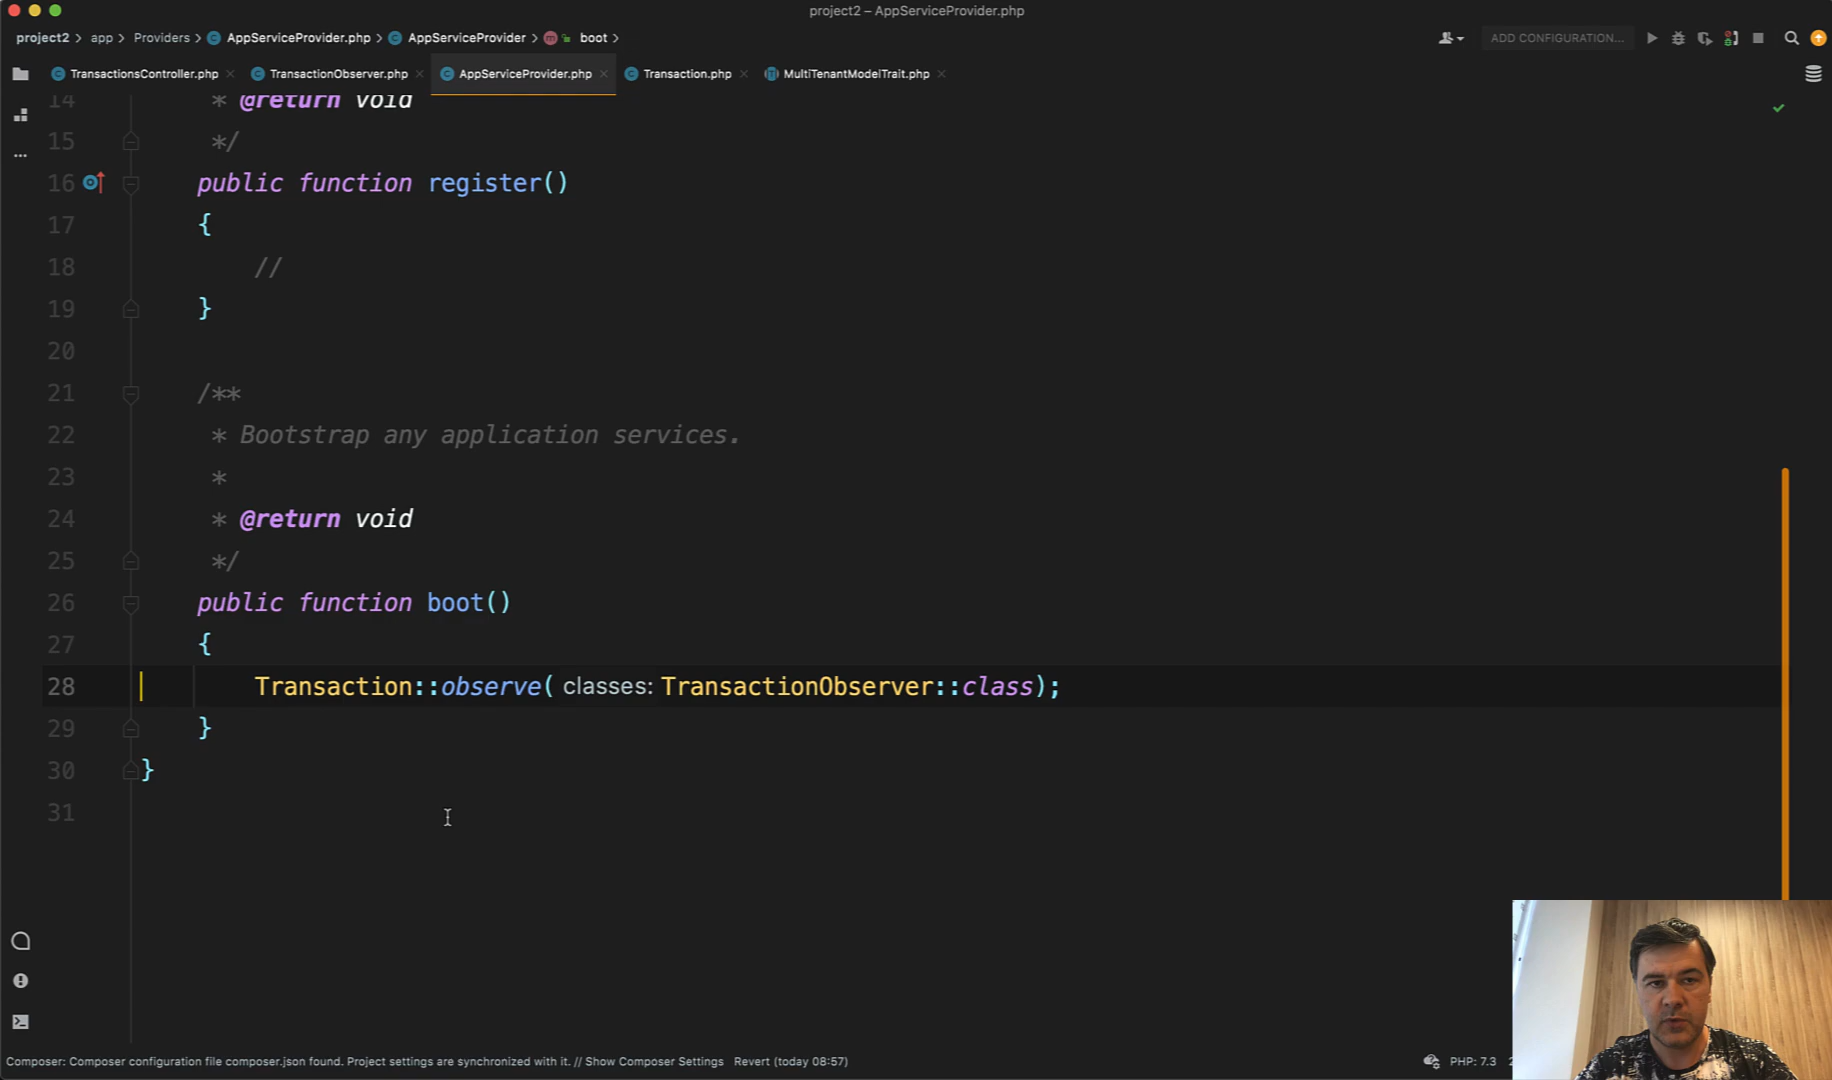 project2 – AppServiceProvider.php
project2 app Providers AppServiceProvider.php AppServiceProvider boot
ADD CONFIGURATION...
TransactionsController.php TransactionObserver.php AppServiceProvider.php Transaction.php MultiTenantModelTrait.php
14 * @return void
15 */
16 public function register()
17 {
18 //
19 }
20
21 /**
22 * Bootstrap any application services.
23 *
24 * @return void
25 */
26 public function boot()
27 {
28 Transaction::observe( classes: TransactionObserver::class);
29 }
30 }
31
Composer: Composer configuration file composer.json found. Project settings are synchronized with it. // Show Composer Settings Revert (today 08:57)
PHP: 7.3